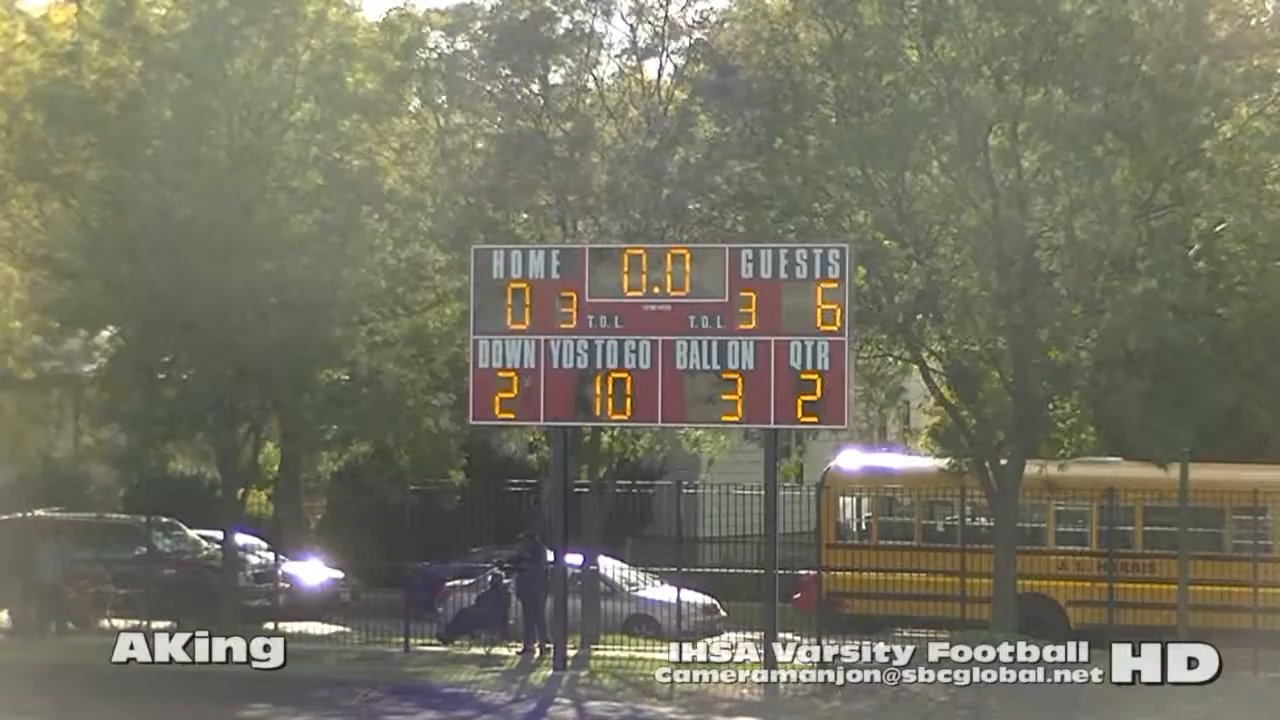 HOME 0.0 GUESTS
0 3 T.O.L. T.O.L. 3 6
DOWN YDS TO GO BALL ON QTR
2 10 3 2
J.L. HARRIS
AKing
IHSA Varsity Football HD
cameramanjon@sbcglobal.net